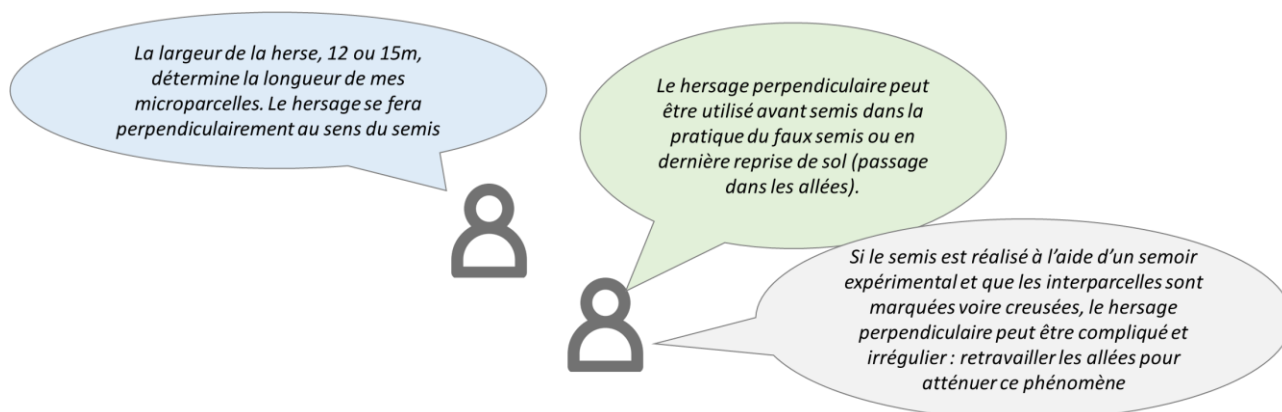 La largeur de la herse, 12 ou 15m,
détermine la longueur de mes
microparcelles. Le hersage se fera
perpendiculairement au sens du semis
Le hersage perpendiculaire peut
être utilisé avant semis dans la
pratique du faux semis ou en
dernière reprise de sol (passage
dans les allées).
Si le semis est réalisé à l’aide d’un semoir
expérimental et que les interparcelles sont
marquées voire creusées, le hersage
perpendiculaire peut être compliqué et
irrégulier : retravailler les allées pour
atténuer ce phénomène